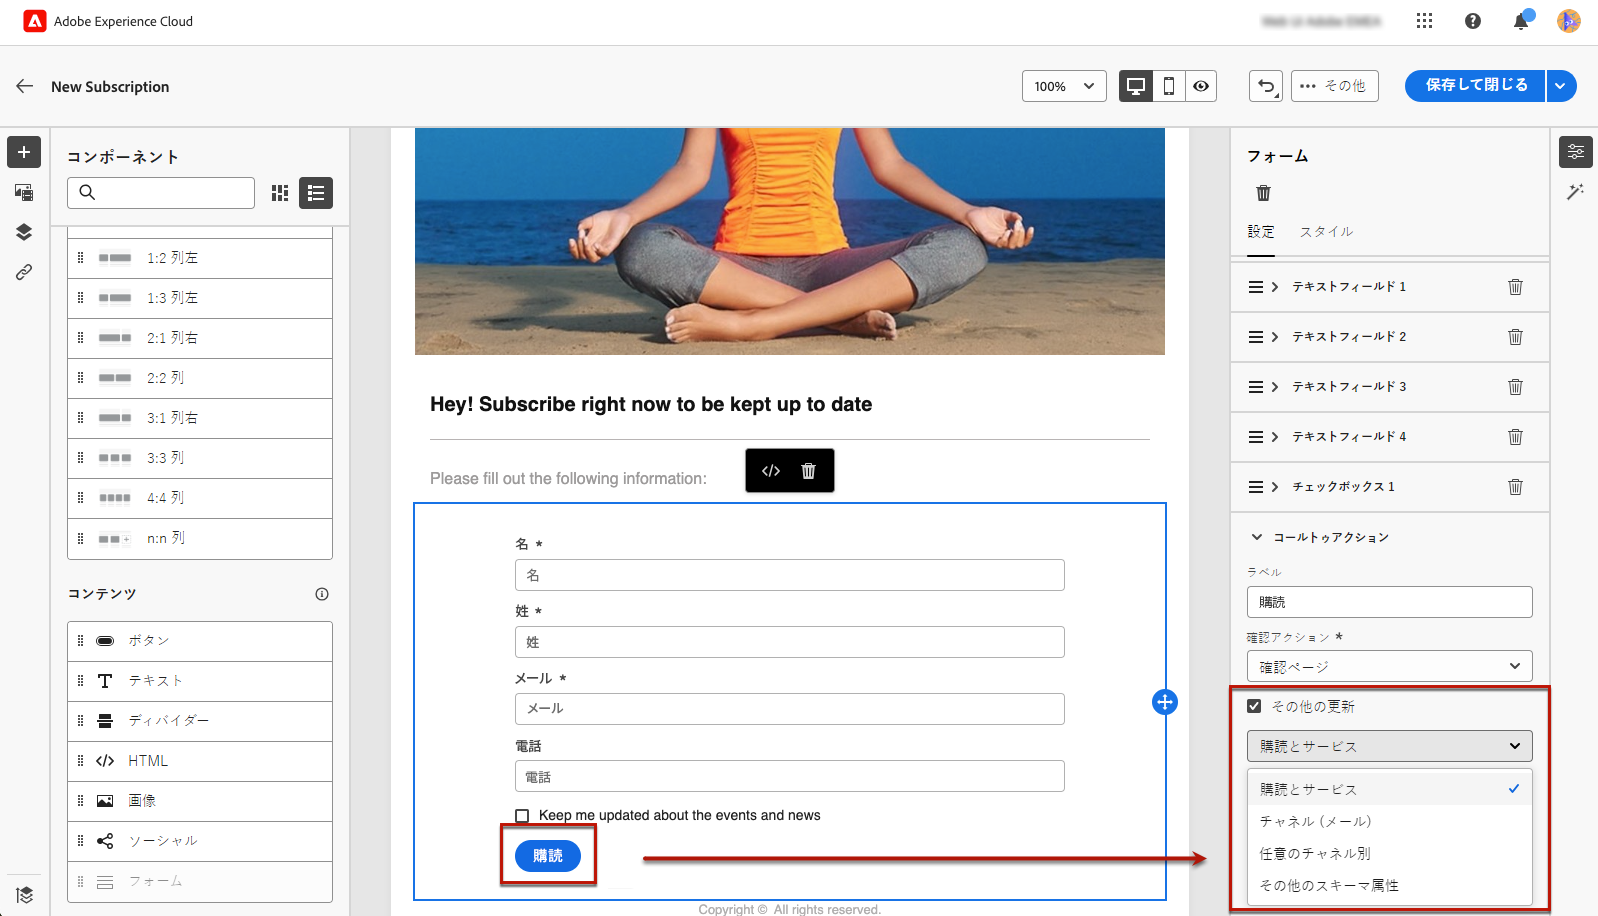 Adobe Experience Cloud
New Subscription
100%
その他
保存して閉じる
コンポーネント
1:2 列左
1:3 列左
2:1 列右
2:2 列
3:1 列右
3:3 列
4:4 列
n:n 列
コンテンツ
ボタン
テキスト
ディバイダー
HTML
画像
ソーシャル
フォーム
Hey! Subscribe right now to be kept up to date
Please fill out the following information:
名 *
名
姓 *
姓
メール *
メール
電話
電話
Keep me updated about the events and news
購読
Copyright © All rights reserved.
フォーム
設定 スタイル
テキストフィールド 1
テキストフィールド 2
テキストフィールド 3
テキストフィールド 4
チェックボックス 1
コールトゥアクション
ラベル
購読
確認アクション *
確認ページ
その他の更新
購読とサービス
購読とサービス
チャネル (メール)
任意のチャネル別
その他のスキーマ属性